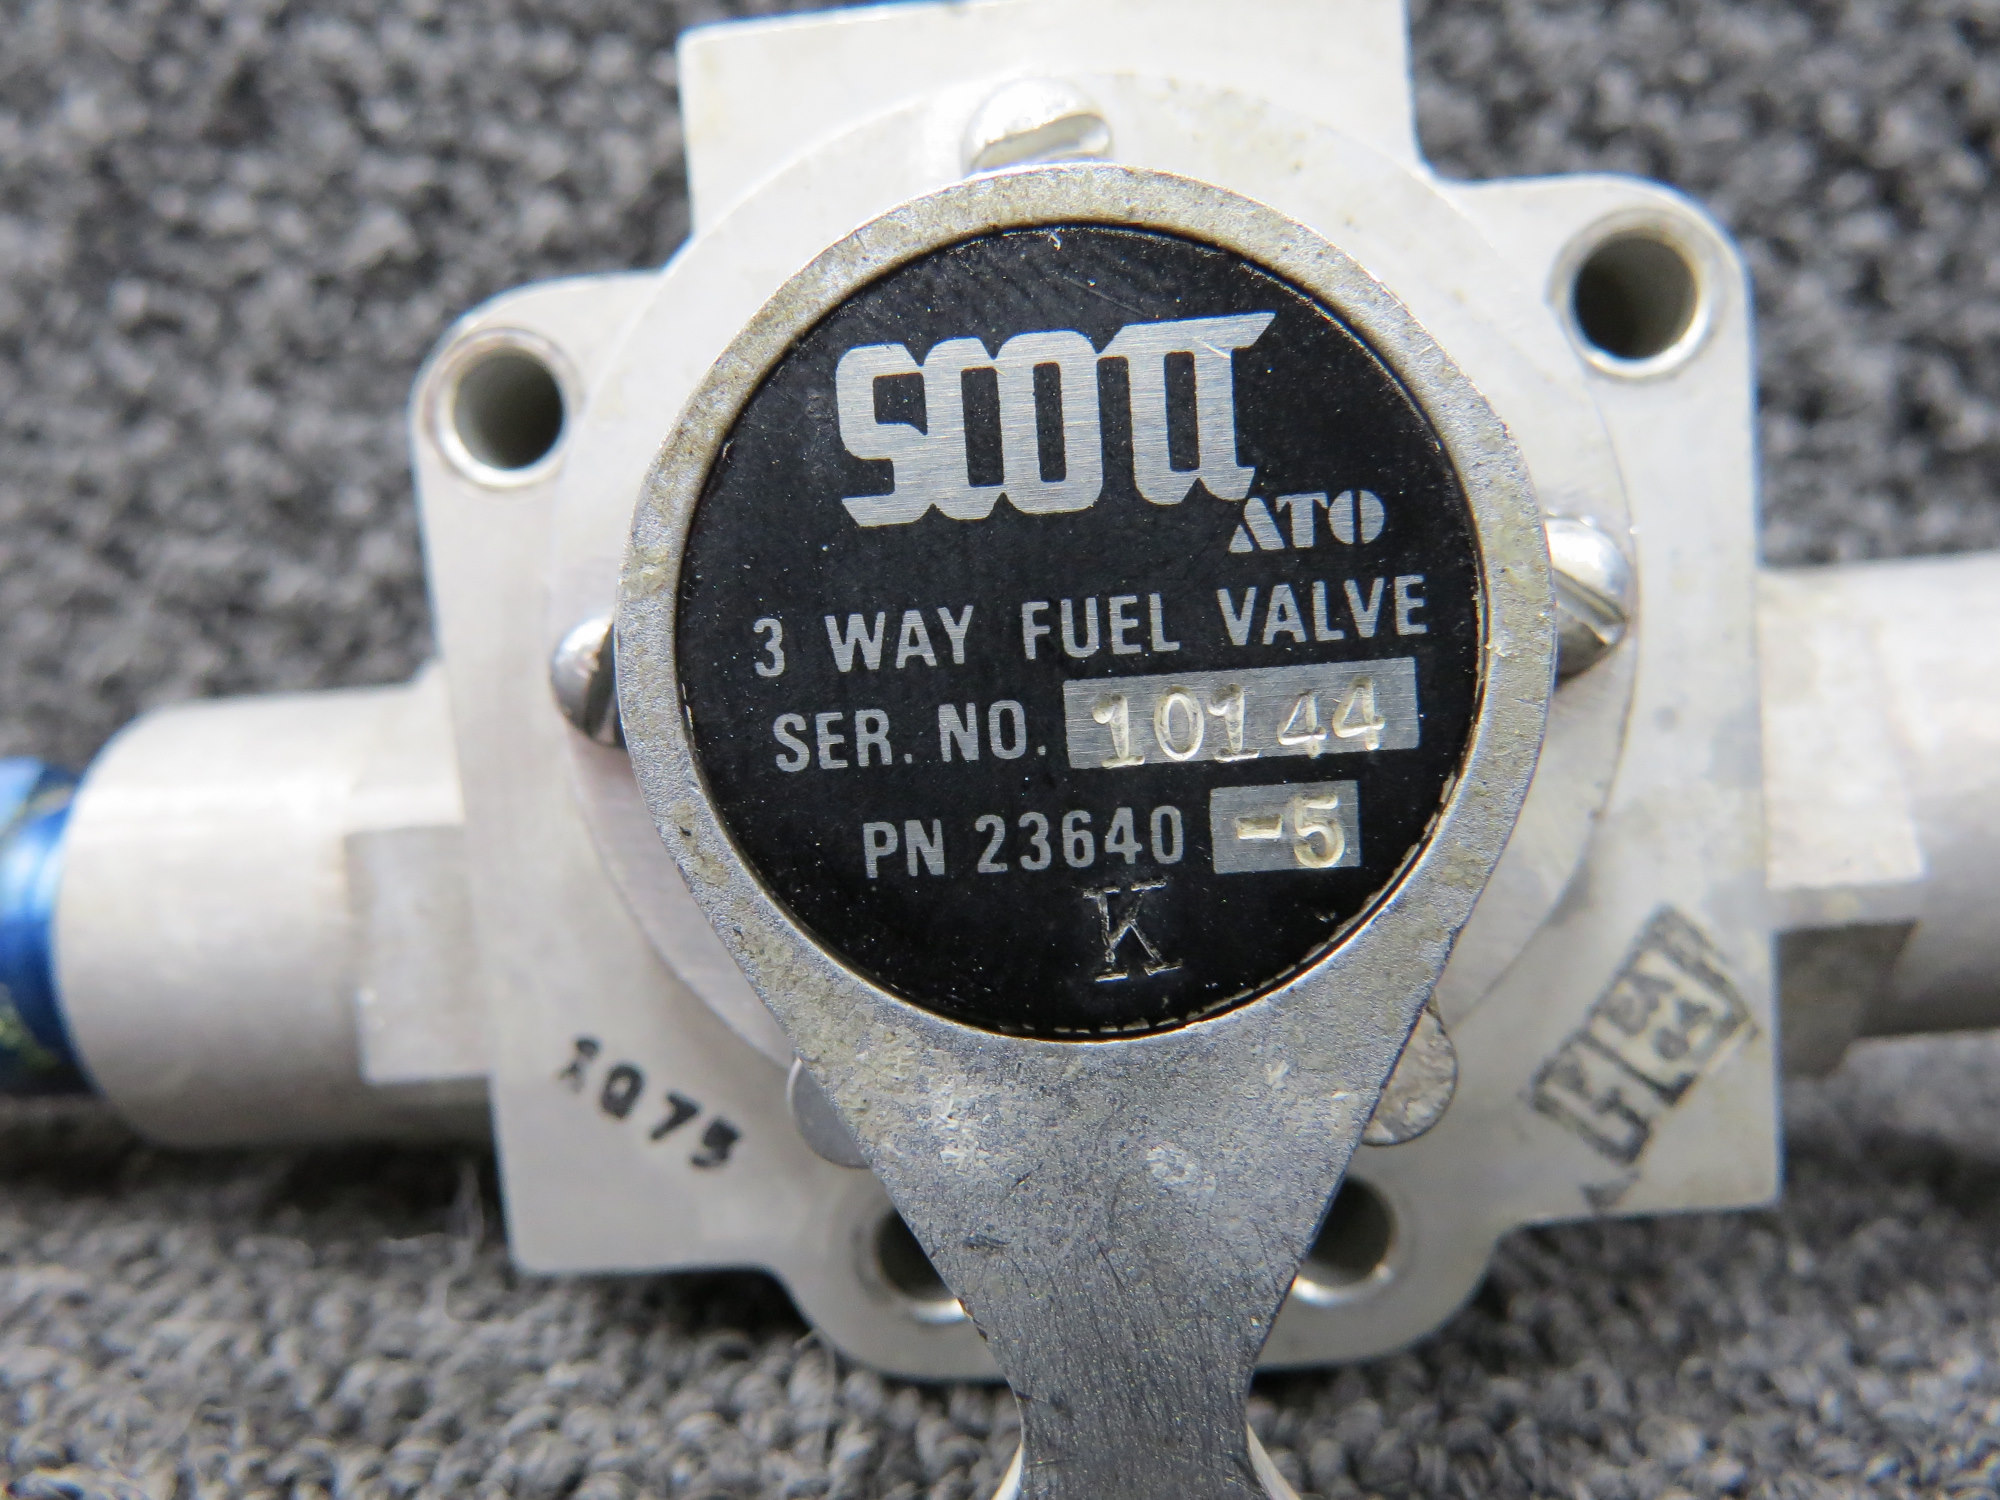 SCOTT
ATO
3 WAY FUEL VALVE
SER. NO. 10144
PN 23640 -5
K